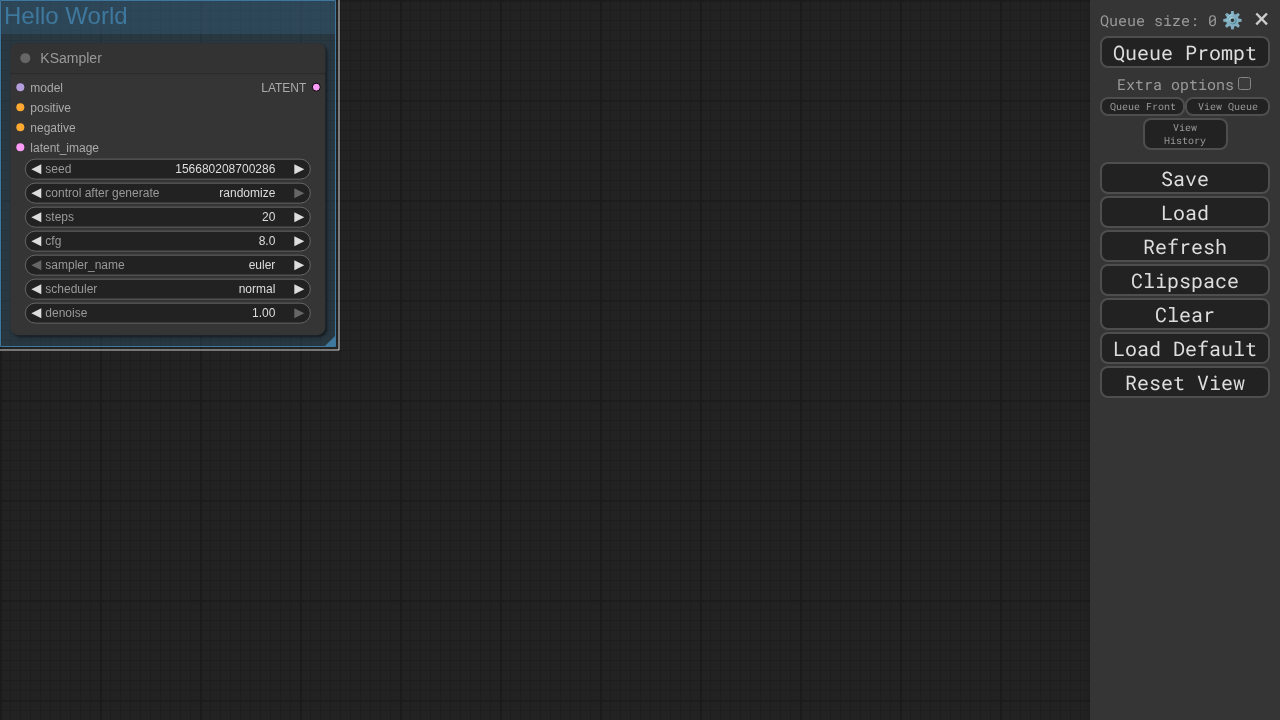 Hello World
KSampler
model LATENT
positive
negative
latent_image
seed 156680208700286
control after generate randomize
steps 20
cfg 8.0
sampler_name euler
scheduler normal
denoise 1.00
Queue size: 0
Queue Prompt
Extra options
Queue Front View Queue
View
History
Save
Load
Refresh
Clipspace
Clear
Load Default
Reset View